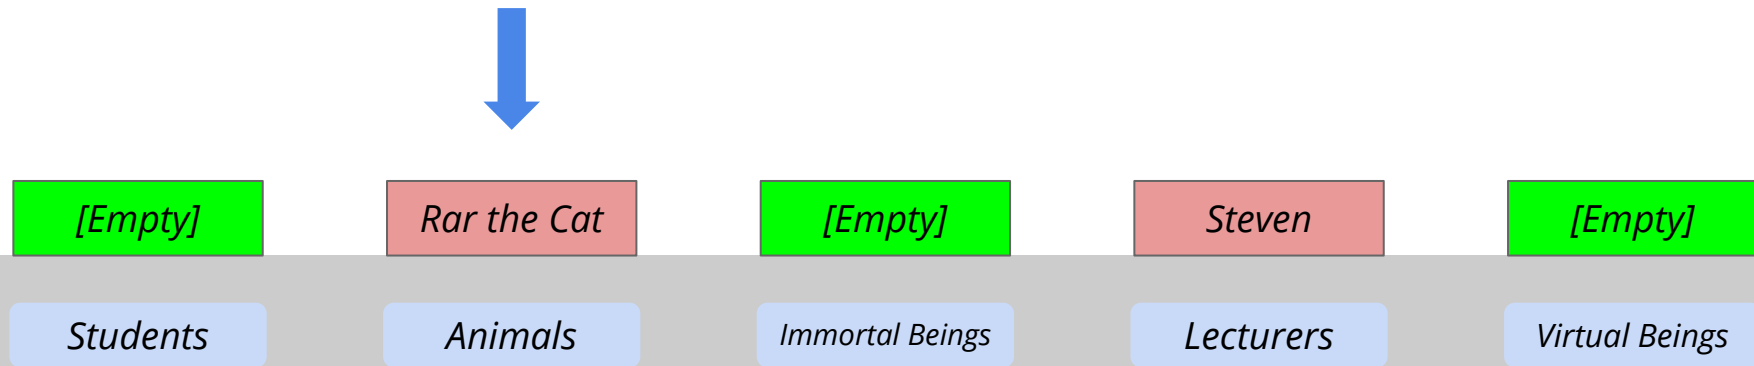 [Empty]
Rar the Cat
[Empty]
Steven
[Empty]
Students
Animals
Immortal Beings
Lecturers
Virtual Beings